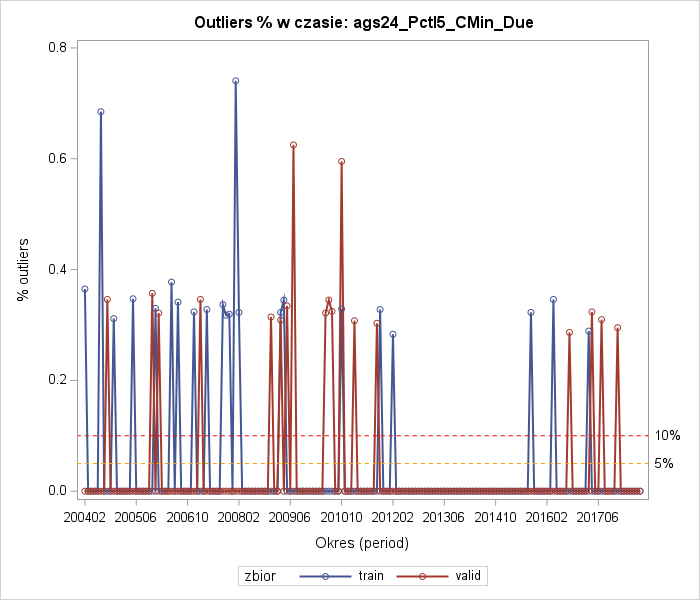 Outliers % w czasie: ags24_Pctl5_CMin_Due
0.8
0.6
0.4
0.2
0.0
% outliers
10%
5%
200402 200506 200610 200802 200906 201010 201202 201306 201410 201602 201706
Okres (period)
zbior train valid